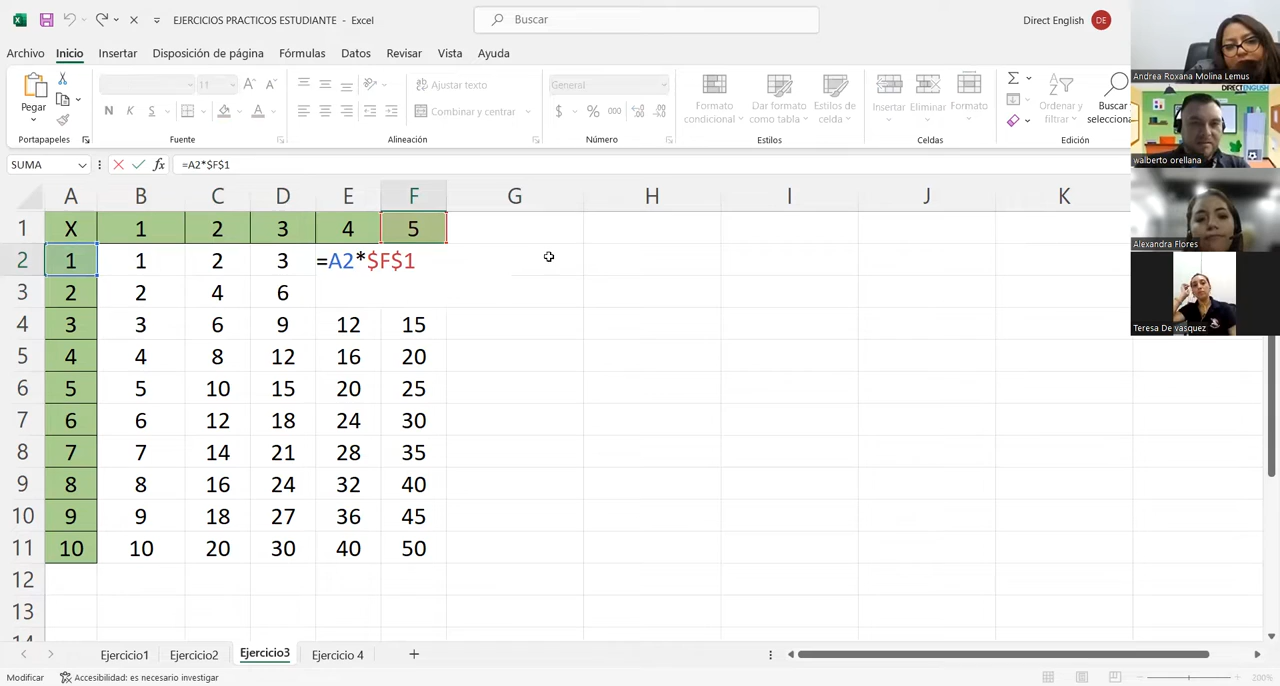 EJERCICIOS PRACTICOS ESTUDIANTE - Excel
Buscar
Direct English
DE
Archivo Inicio Insertar Disposición de página Fórmulas Datos Revisar Vista Ayuda
Pegar
11
N K S
Ajustar texto
Combinar y centrar
General
$ % 000
Formato condicional
Dar formato como tabla
Estilos de celda
Insertar
Eliminar
Formato
Ordenar y filtrar
Buscar selecciona
Portapapeles Fuente Alineación Número Estilos Celdas Edición
SUMA fx =A2*$F$1
A B C D E F G H I J K
1 X 1 2 3 4 5
2 1 1 2 3 =A2*$F$1
3 2 2 4 6
4 3 3 6 9 12 15
5 4 4 8 12 16 20
6 5 5 10 15 20 25
7 6 6 12 18 24 30
8 7 7 14 21 28 35
9 8 8 16 24 32 40
10 9 9 18 27 36 45
11 10 10 20 30 40 50
12
13
14
Ejercicio1 Ejercicio2 Ejercicio3 Ejercicio 4
Modificar Accesibilidad: es necesario investigar
200%
Andrea Roxana Molina Lemus
DIRECTENGLISH
walberto orellana
Alexandra Flores
Teresa De vasquez